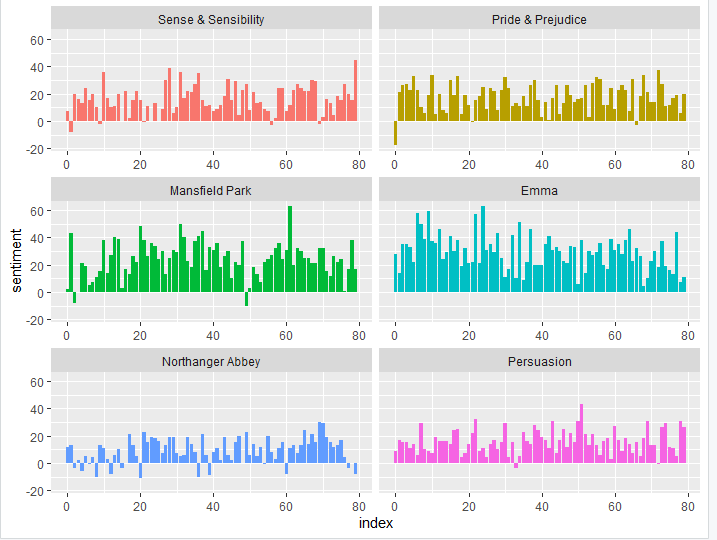 Sense & Sensibility
Pride & Prejudice
60
40
20
0
-20
0 20 40 60 80
0 20 40 60 80
Mansfield Park
Emma
60
40
20
0
-20
0 20 40 60 80
0 20 40 60 80
Northanger Abbey
Persuasion
60
40
20
0
-20
0 20 40 60 80
0 20 40 60 80
sentiment
index